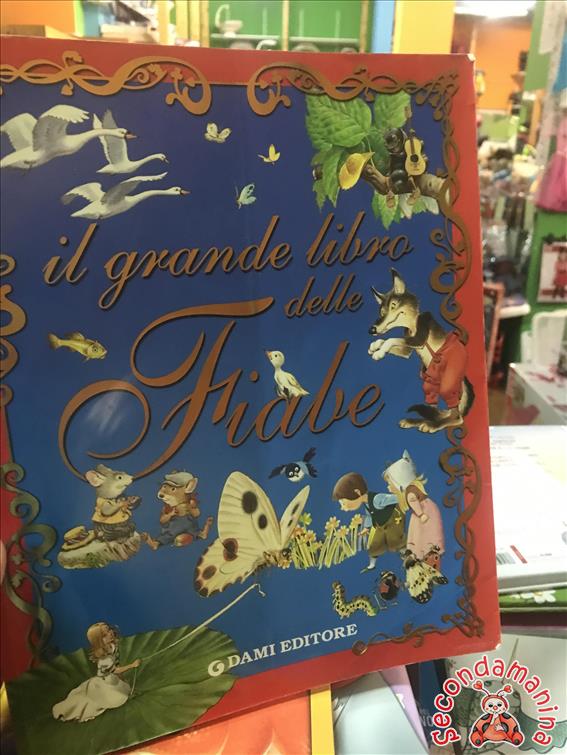 il grande libro
delle
Fiabe
DAMI EDITORE
secondamanina